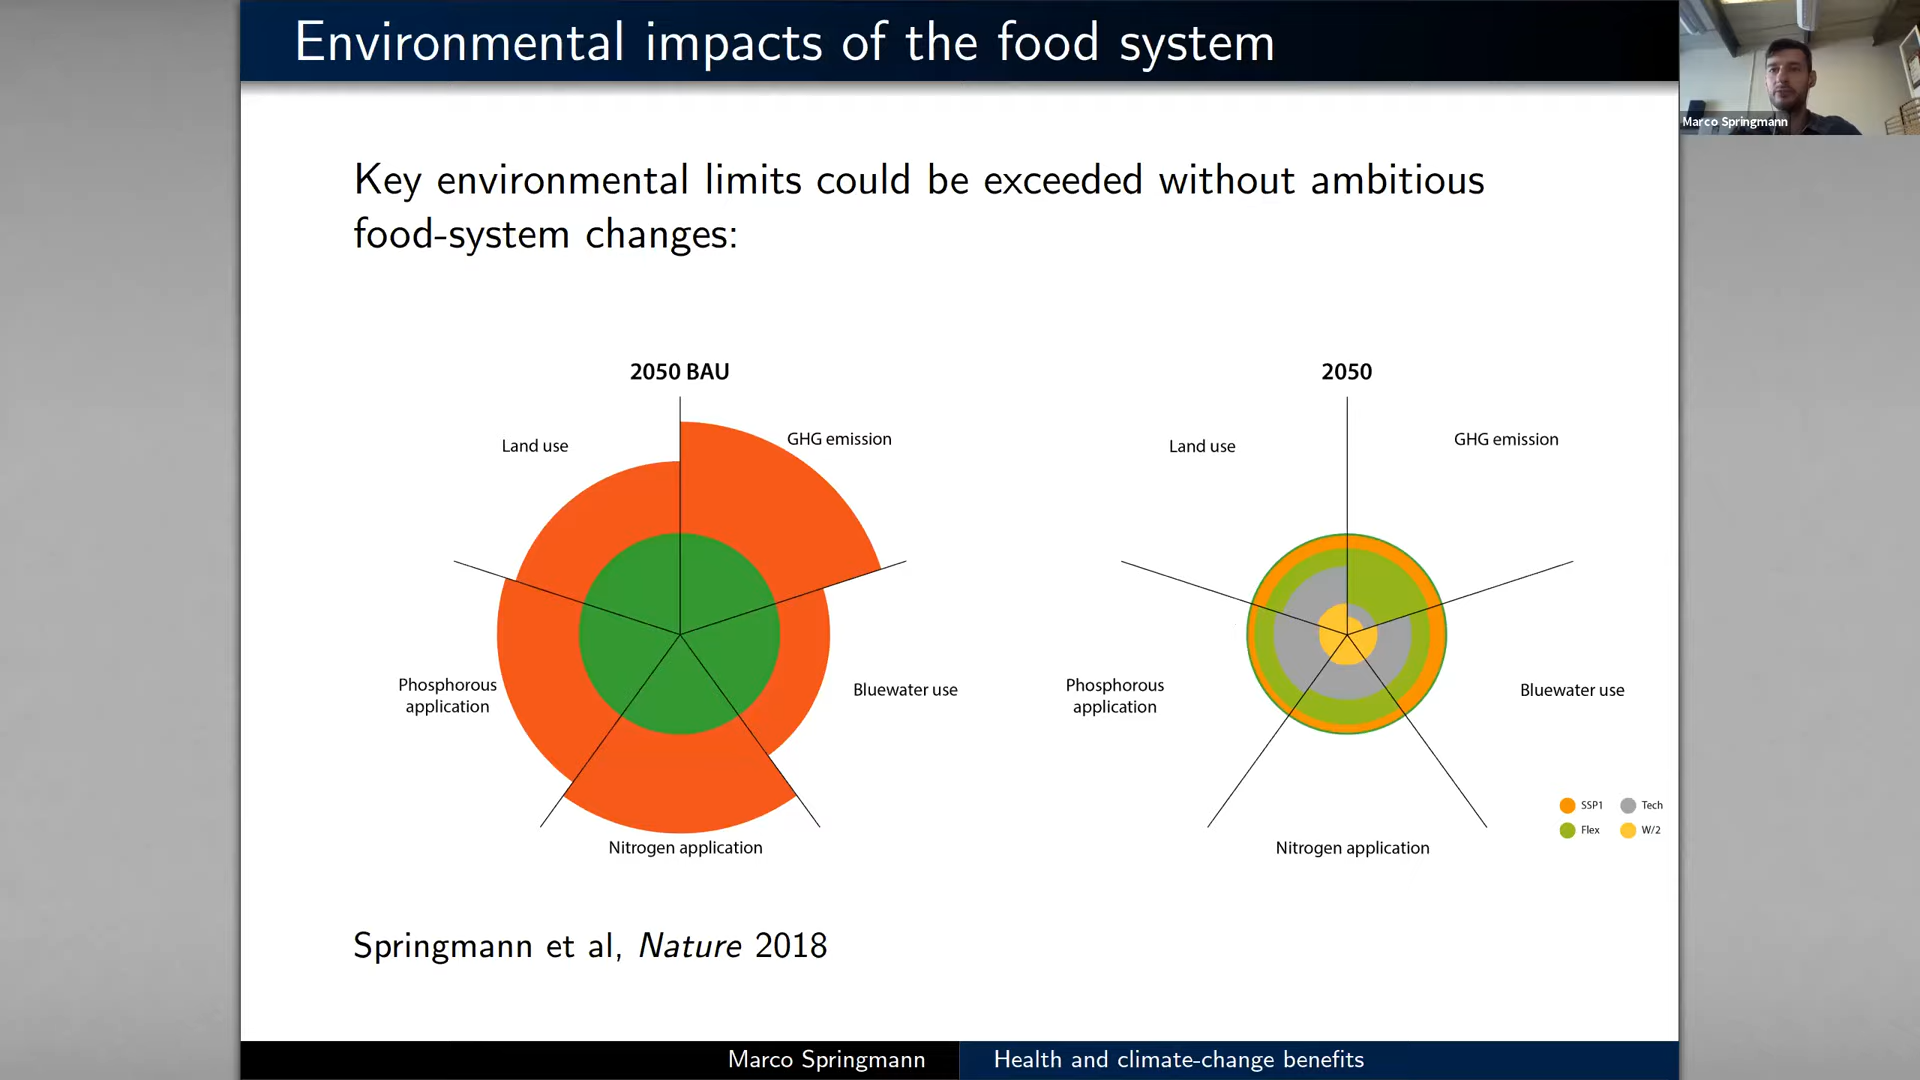 Environmental impacts of the food system
Marco Springmann
Key environmental limits could be exceeded without ambitious
food-system changes:
2050 BAU
Land use
GHG emission
Phosphorous
application
Bluewater use
Nitrogen application
2050
Land use
GHG emission
Phosphorous
application
Bluewater use
Nitrogen application
SSP1
Tech
Flex
W/2
Springmann et al, Nature 2018
Marco Springmann
Health and climate-change benefits